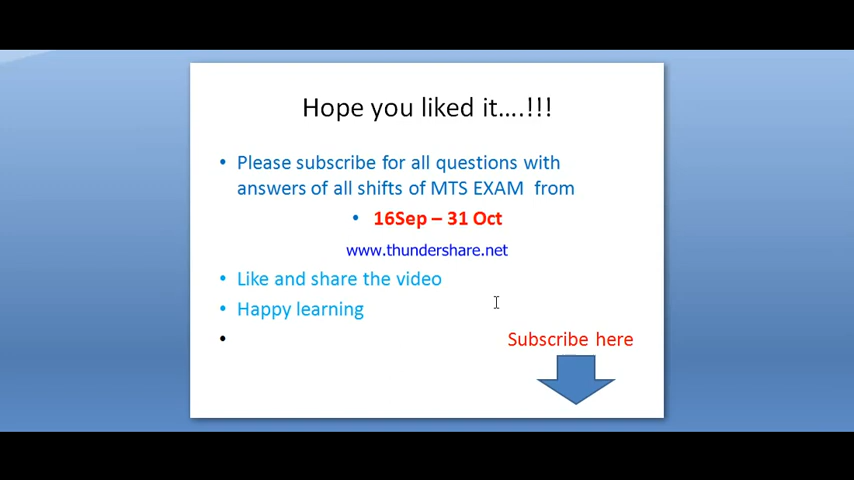 Hope you liked it....!!!
• Please subscribe for all questions with
answers of all shifts of MTS EXAM from
• 16Sep – 31 Oct
www.thundershare.net
• Like and share the video
• Happy learning
•
Subscribe here